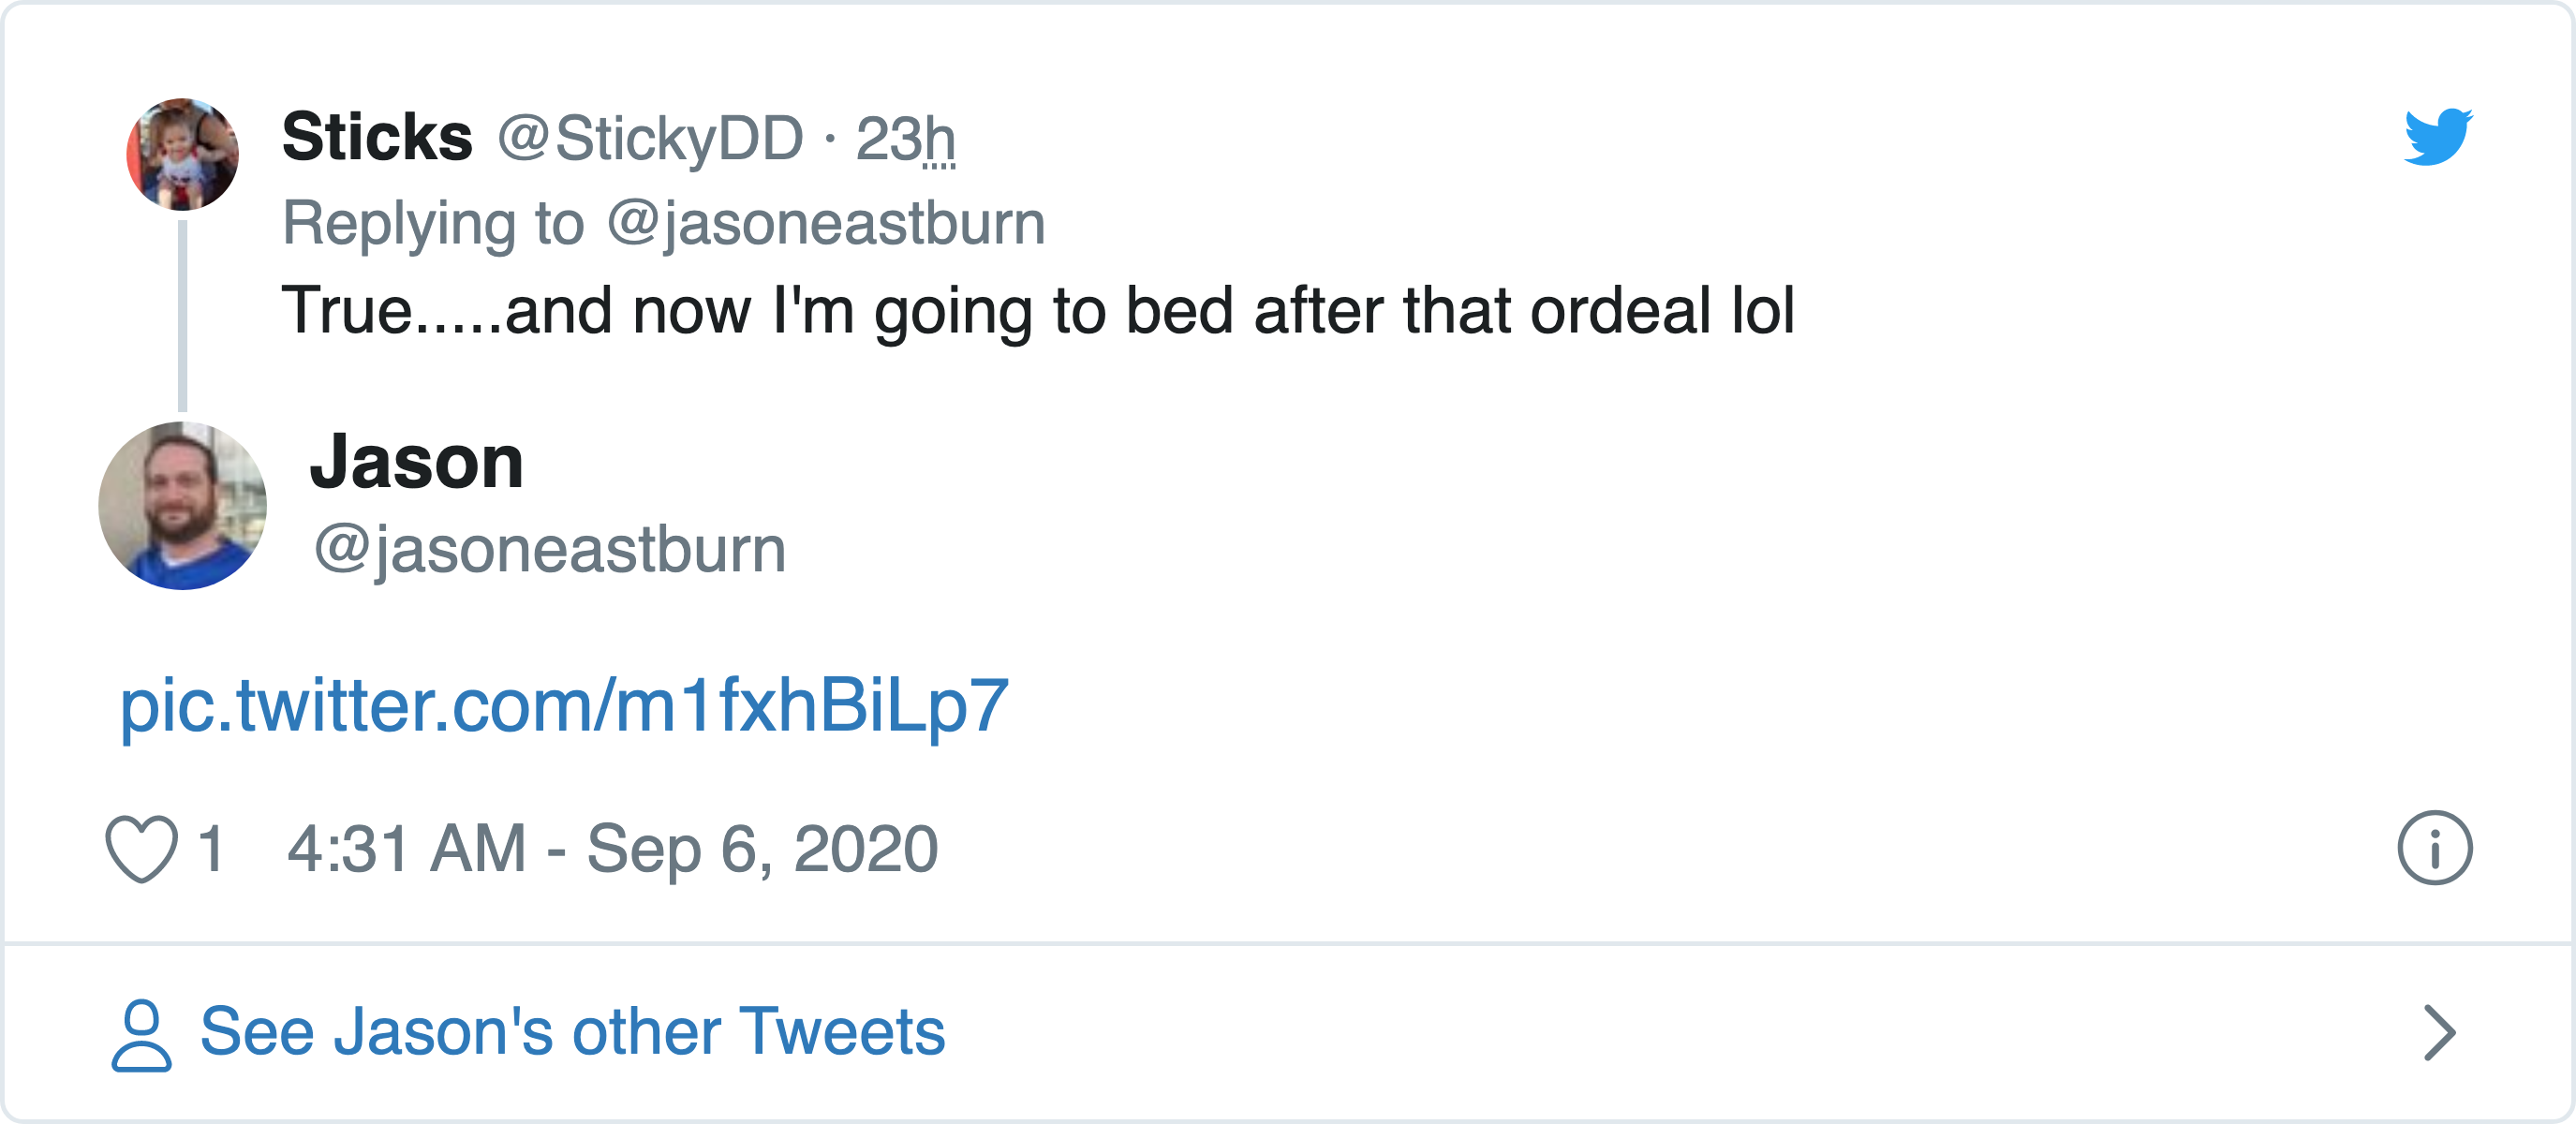 Sticks @StickyDD · 23h
Replying to @jasoneastburn
True.....and now I'm going to bed after that ordeal lol
Jason
@jasoneastburn
pic.twitter.com/m1fxhBiLp7
1 4:31 AM - Sep 6, 2020
See Jason's other Tweets